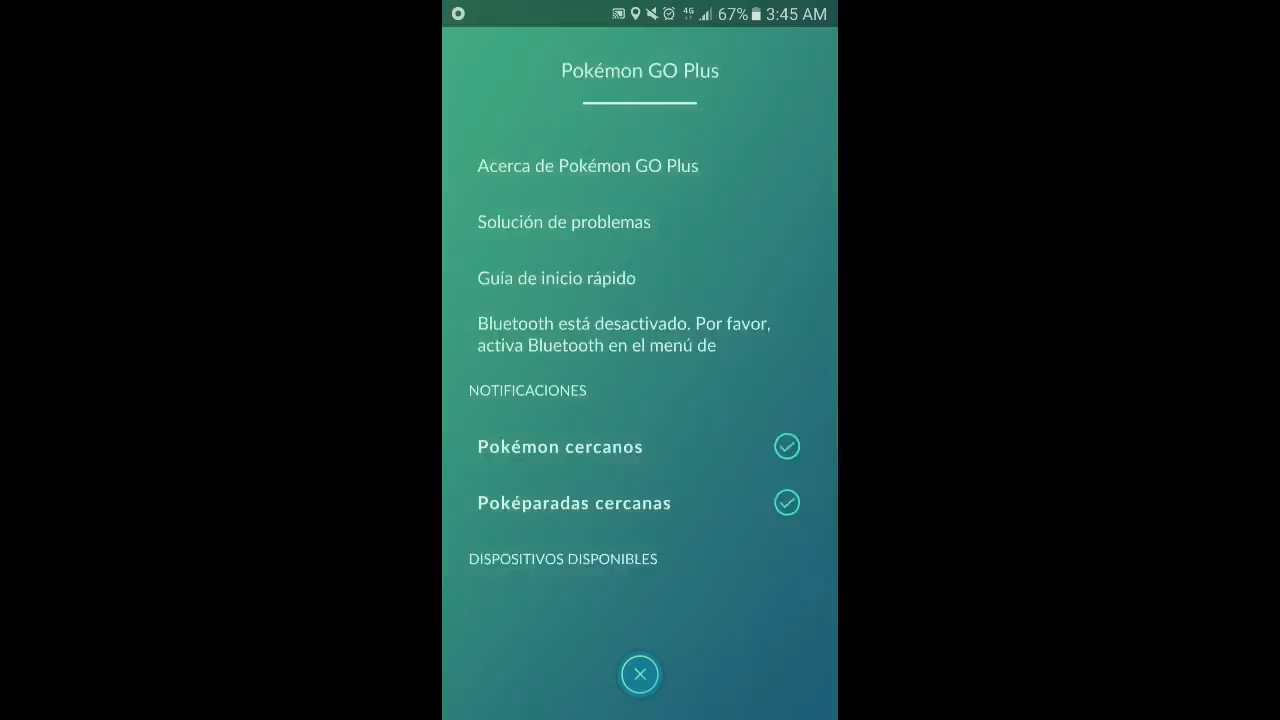 4G 67% 3:45 AM
Pokémon GO Plus
Acerca de Pokémon GO Plus
Solución de problemas
Guía de inicio rápido
Bluetooth está desactivado. Por favor,
activa Bluetooth en el menú de
NOTIFICACIONES
Pokémon cercanos
Poképaradas cercanas
DISPOSITIVOS DISPONIBLES